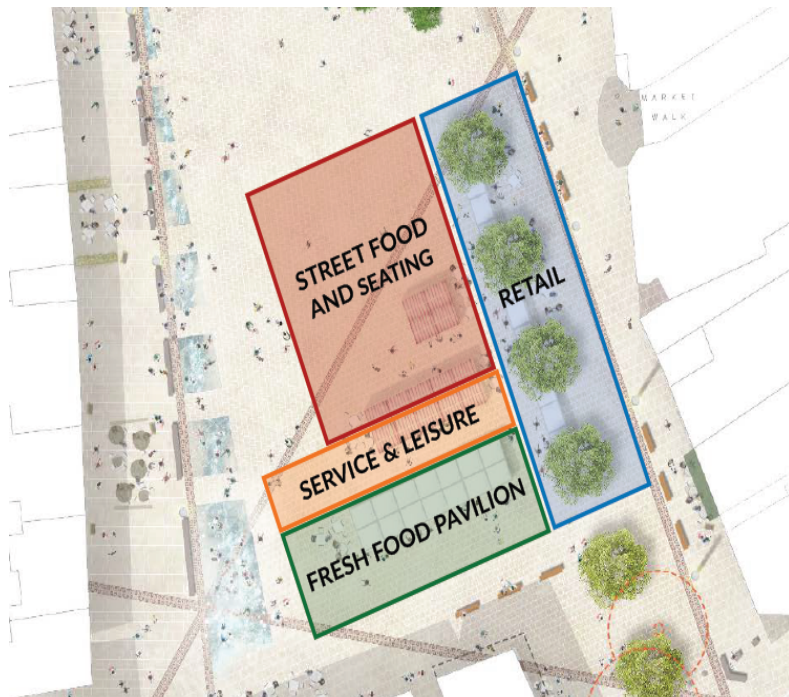 MARKET
WALK
STREET FOOD
AND SEATING
RETAIL
SERVICE & LEISURE
FRESH FOOD PAVILION